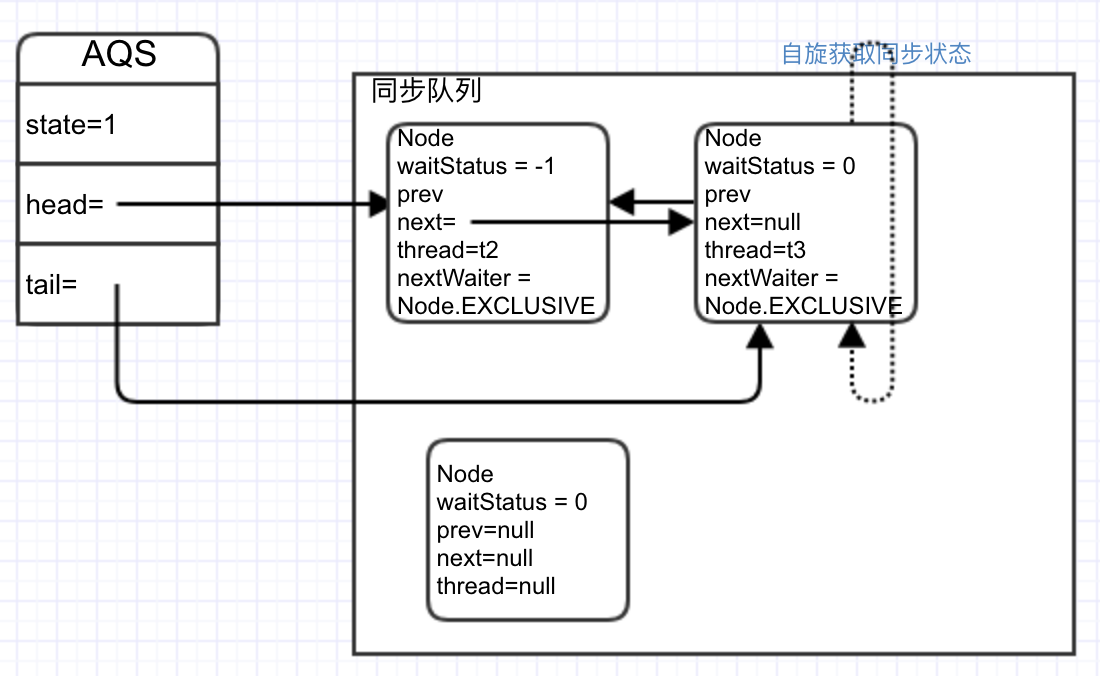 AQS
state=1
head=
tail=
自旋获取同步状态
同步队列
Node
waitStatus = -1
prev
next=
thread=t2
nextWaiter =
Node.EXCLUSIVE
Node
waitStatus = 0
prev
next=null
thread=t3
nextWaiter =
Node.EXCLUSIVE
Node
waitStatus = 0
prev=null
next=null
thread=null